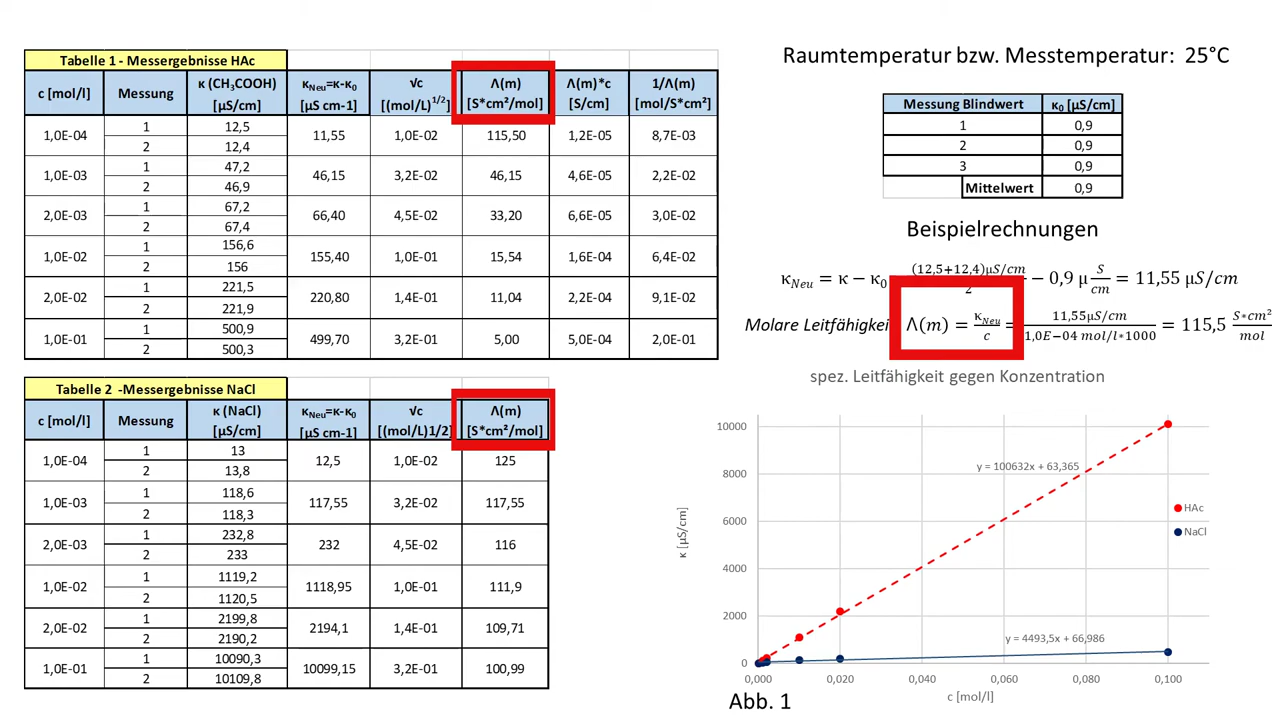 Tabelle 1 - Messergebnisse HAc
c [mol/l] Messung κ (CH₃COOH) [µS/cm] κNeu=κ-κ₀ [µS cm-1] √c [(mol/L)^1/2] Λ(m) [S*cm²/mol] Λ(m)*c [S/cm] 1/Λ(m) [mol/S*cm²]
1,0E-04 1 12,5 11,55 1,0E-02 115,50 1,2E-05 8,7E-03
2 12,4
1,0E-03 1 47,2 46,15 3,2E-02 46,15 4,6E-05 2,2E-02
2 46,9
2,0E-03 1 67,2 66,40 4,5E-02 33,20 6,6E-05 3,0E-02
2 67,4
1,0E-02 1 156,6 155,40 1,0E-01 15,54 1,6E-04 6,4E-02
2 156
2,0E-02 1 221,5 220,80 1,4E-01 11,04 2,2E-04 9,1E-02
2 221,9
1,0E-01 1 500,9 499,70 3,2E-01 5,00 5,0E-04 2,0E-01
2 500,3
Tabelle 2 -Messergebnisse NaCl
c [mol/l] Messung κ (NaCl) [µS/cm] κNeu=κ-κ₀ [µS cm-1] √c [(mol/L)1/2] Λ(m) [S*cm²/mol]
1,0E-04 1 13 12,5 1,0E-02 125
2 13,8
1,0E-03 1 118,6 117,55 3,2E-02 117,55
2 118,3
2,0E-03 1 232,8 232 4,5E-02 116
2 233
1,0E-02 1 1119,2 1118,95 1,0E-01 111,9
2 1120,5
2,0E-02 1 2199,8 2194,1 1,4E-01 109,71
2 2190,2
1,0E-01 1 10090,3 10099,15 3,2E-01 100,99
2 10109,8
Raumtemperatur bzw. Messtemperatur: 25°C
Messung Blindwert κ₀ [µS/cm]
1 0,9
2 0,9
3 0,9
Mittelwert 0,9
Beispielrechnungen
κNeu = κ − κ₀ (12,5+12,4)µS/cm / 2 − 0,9 µ S/cm = 11,55 µS/cm
Molare Leitfähigkei Λ(m) = κNeu/c = 11,55µS/cm / 1,0E−04 mol/l∗1000 = 115,5 S∗cm²/mol
spez. Leitfähigkeit gegen Konzentration
10000
8000
6000
4000
2000
0
κ [µS/cm]
y = 100632x + 63,365
y = 4493,5x + 66,986
HAc
NaCl
0,000 0,020 0,040 0,060 0,080 0,100
c [mol/l]
Abb. 1